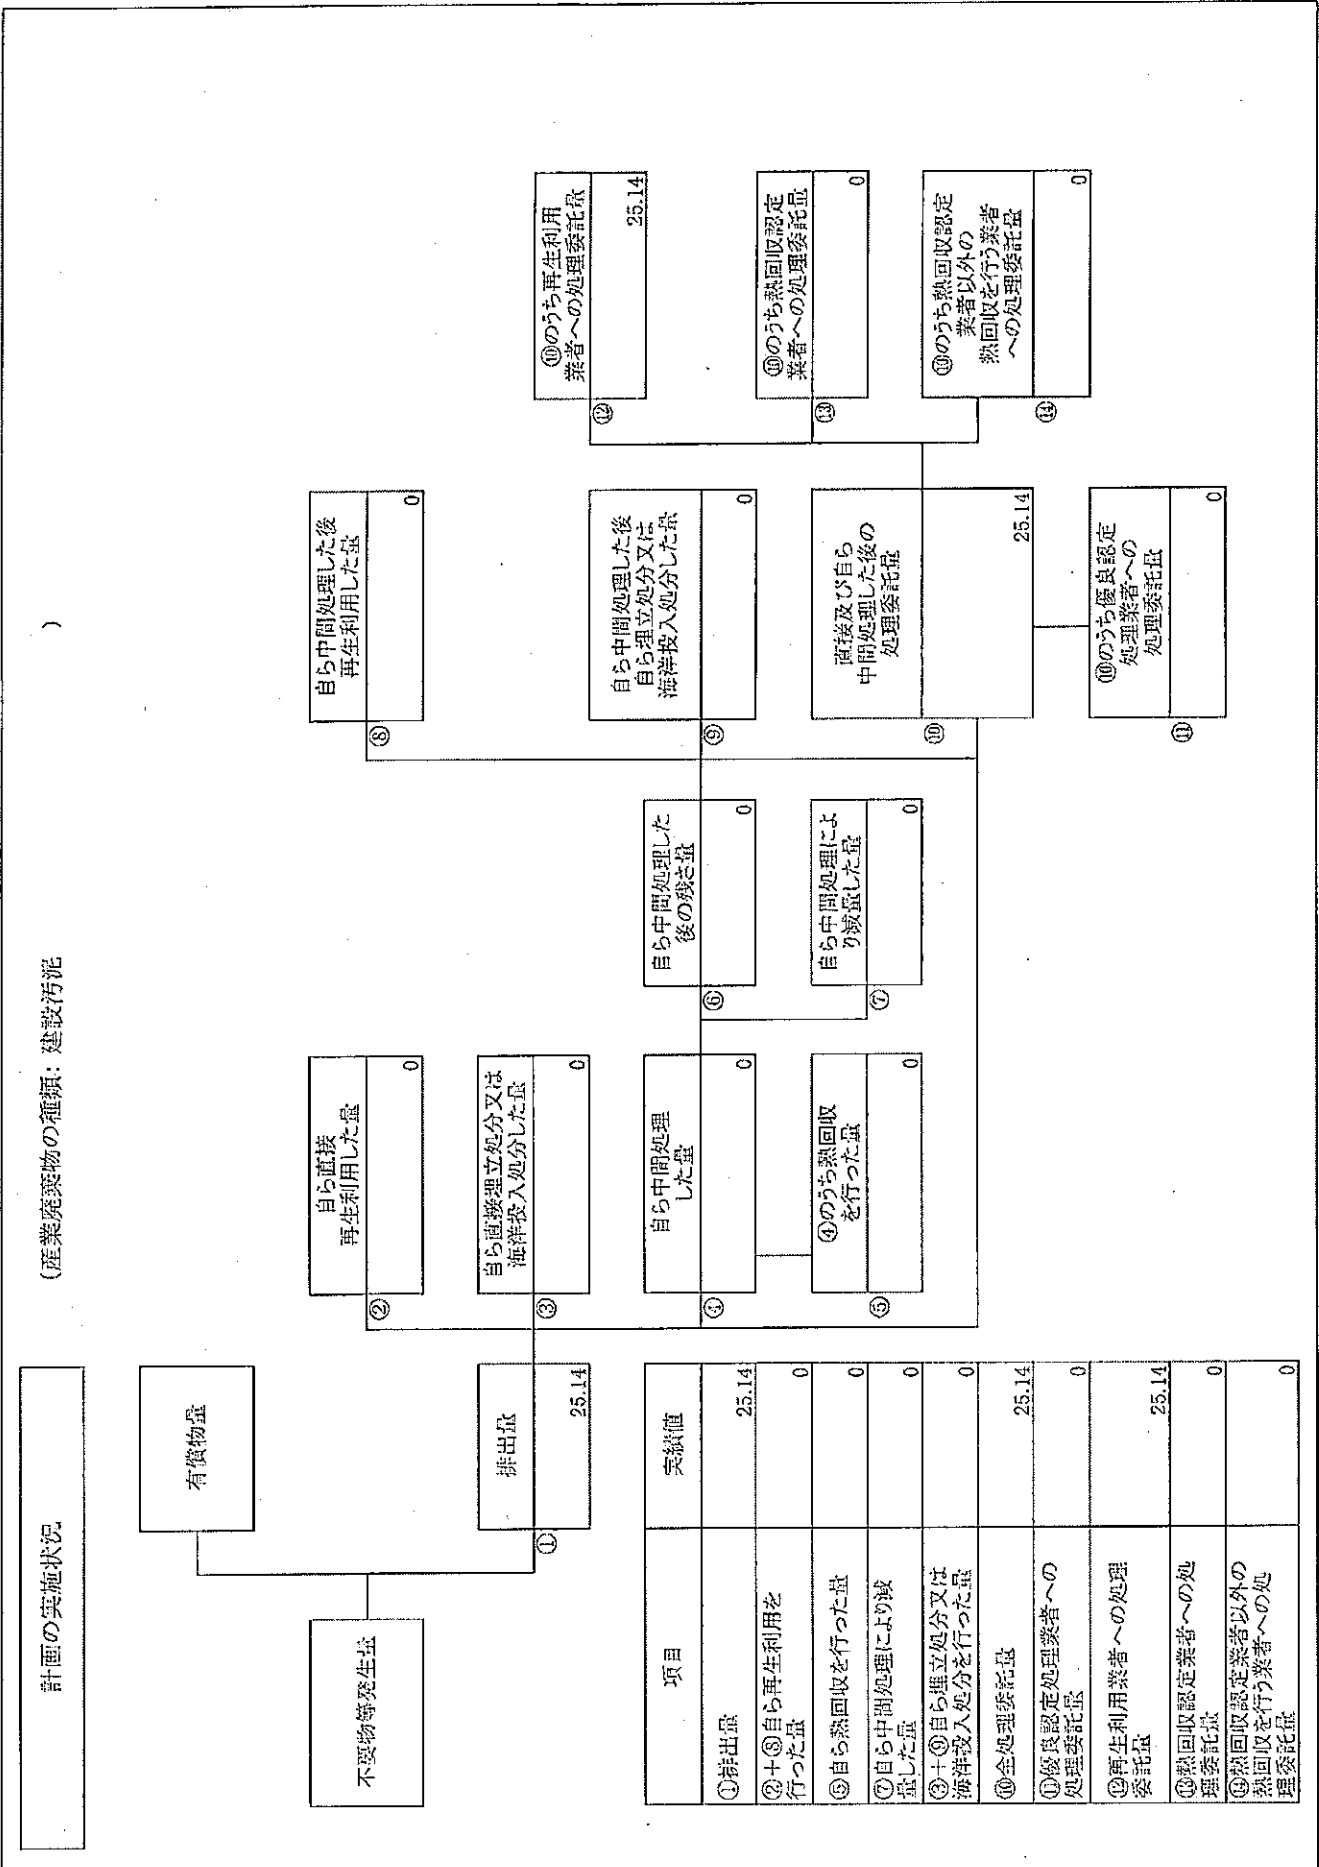 計画の実施状況
(産業廃棄物の種類: 建設汚泥
)
不要物等発生量
有償物量
①
排出量
25.14
②
自ら直接
再生利用した量
0
③
自ら直接埋立処分又は
海洋投入処分した量
0
④
自ら中間処理
した量
0
⑤
④のうち熱回収
を行った量
0
⑥
自ら中間処理した
後の残さ量
0
⑦
自ら中間処理によ
り減量した量
0
⑧
自ら中間処理した後
再生利用した量
0
⑨
自ら中間処理した後
自ら埋立処分又は
海洋投入処分した量
0
⑩
直接及び自ら
中間処理した後の
処理委託量
25.14
⑪
⑩のうち優良認定
処理業者への
処理委託量
0
⑫
⑩のうち再生利用
業者への処理委託量
25.14
⑬
⑩のうち熱回収認定
業者への処理委託量
0
⑭
⑩のうち熱回収認定
業者以外の
熱回収を行う業者
への処理委託量
0
項目
実績値
①排出量
25.14
②+⑧自ら再生利用を
行った量
0
⑤自ら熱回収を行った量
0
⑦自ら中間処理により減
量した量
0
③+⑨自ら埋立処分又は
海洋投入処分を行った量
0
⑩全処理委託量
25.14
⑪優良認定処理業者への
処理委託量
0
⑫再生利用業者への処理
委託量
25.14
⑬熱回収認定業者への処
理委託量
0
⑭熱回収認定業者以外の
熱回収を行う業者への処
理委託量
0